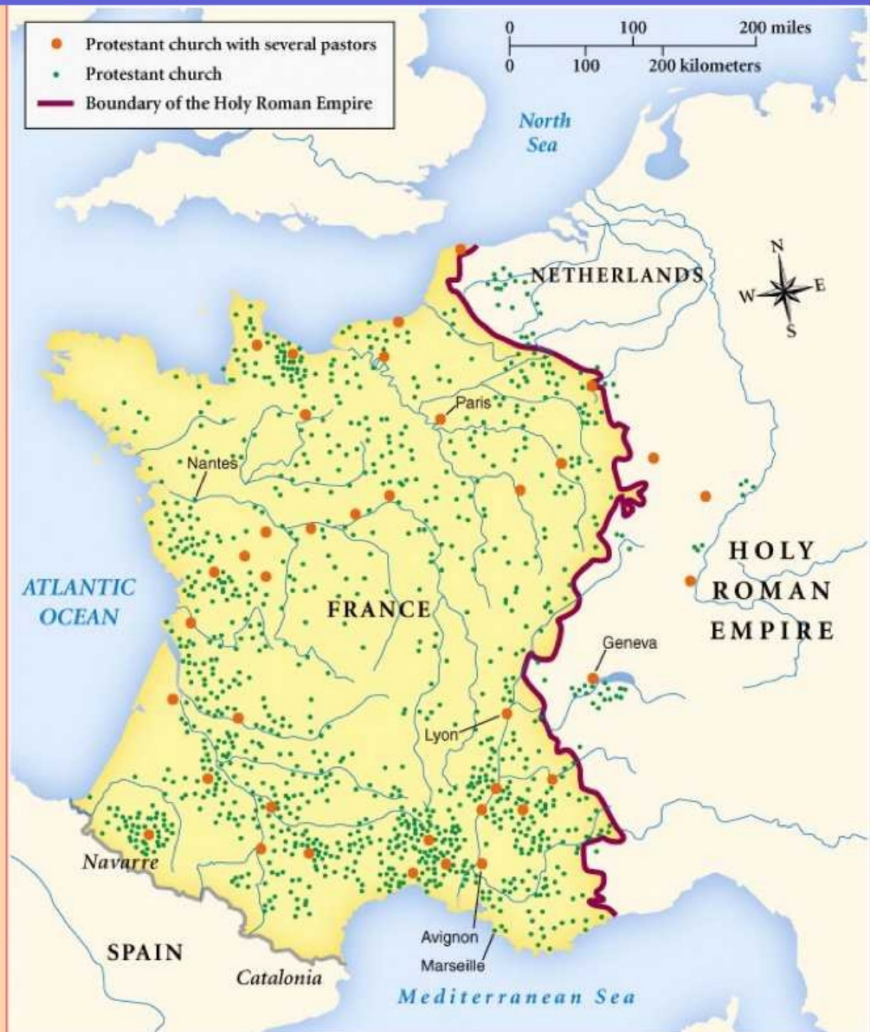 Protestant church with several pastors
Protestant church
Boundary of the Holy Roman Empire
0 100 200 miles
0 100 200 kilometers
North
Sea
N
W E
S
NETHERLANDS
Paris
Nantes
ATLANTIC
OCEAN
FRANCE
HOLY
ROMAN
EMPIRE
Geneva
Lyon
Navarre
SPAIN
Catalonia
Avignon
Marseille
Mediterranean Sea